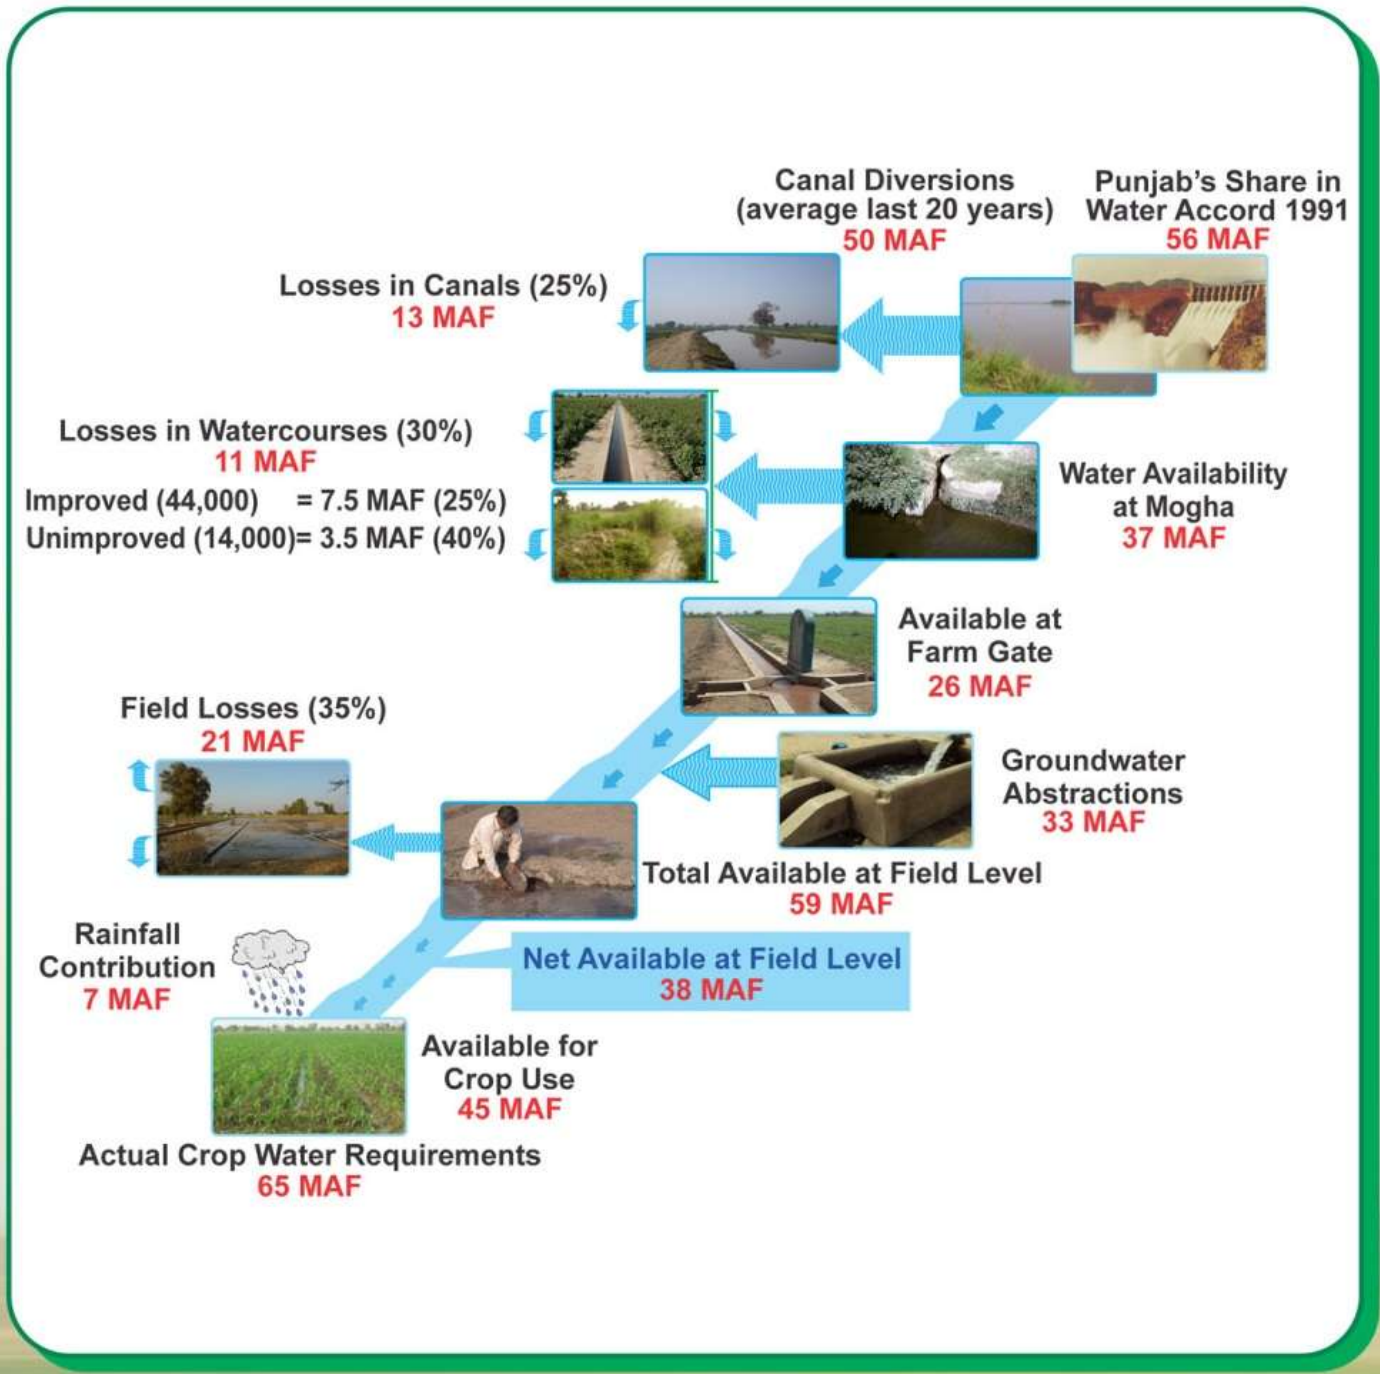 Canal Diversions
(average last 20 years)
50 MAF
Punjab’s Share in
Water Accord 1991
56 MAF
Losses in Canals (25%)
13 MAF
Losses in Watercourses (30%)
11 MAF
Improved (44,000) = 7.5 MAF (25%)
Unimproved (14,000)= 3.5 MAF (40%)
Water Availability
at Mogha
37 MAF
Available at
Farm Gate
26 MAF
Field Losses (35%)
21 MAF
Groundwater
Abstractions
33 MAF
Total Available at Field Level
59 MAF
Rainfall
Contribution
7 MAF
Net Available at Field Level
38 MAF
Available for
Crop Use
45 MAF
Actual Crop Water Requirements
65 MAF